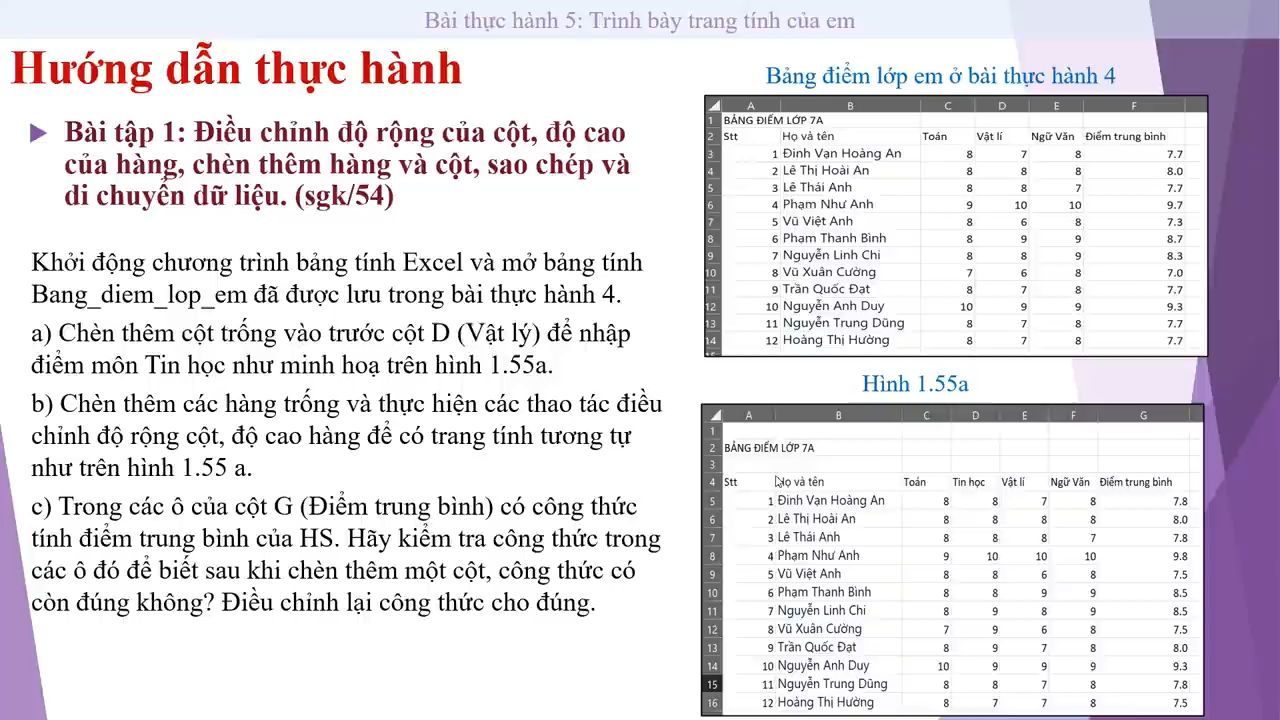 Bài thực hành 5: Trình bày trang tính của em
Hướng dẫn thực hành
Bài tập 1: Điều chỉnh độ rộng của cột, độ cao
của hàng, chèn thêm hàng và cột, sao chép và
di chuyển dữ liệu. (sgk/54)
Khởi động chương trình bảng tính Excel và mở bảng tính
Bang_diem_lop_em đã được lưu trong bài thực hành 4.
a) Chèn thêm cột trống vào trước cột D (Vật lý) để nhập
điểm môn Tin học như minh hoạ trên hình 1.55a.
b) Chèn thêm các hàng trống và thực hiện các thao tác điều
chỉnh độ rộng cột, độ cao hàng để có trang tính tương tự
như trên hình 1.55 a.
c) Trong các ô của cột G (Điểm trung bình) có công thức
tính điểm trung bình của HS. Hãy kiểm tra công thức trong
các ô đó để biết sau khi chèn thêm một cột, công thức có
còn đúng không? Điều chỉnh lại công thức cho đúng.
Bảng điểm lớp em ở bài thực hành 4
A B C D E F
1 BẢNG ĐIỂM LỚP 7A
2 Stt Họ và tên Toán Vật lí Ngữ Văn Điểm trung bình
3 1 Đinh Vạn Hoàng An 8 7 8 7.7
4 2 Lê Thị Hoài An 8 8 8 8.0
5 3 Lê Thái Anh 8 8 7 7.7
6 4 Phạm Như Anh 9 10 10 9.7
7 5 Vũ Việt Anh 8 6 8 7.3
8 6 Phạm Thanh Bình 8 9 9 8.7
9 7 Nguyễn Linh Chi 8 8 9 8.3
10 8 Vũ Xuân Cường 7 6 8 7.0
11 9 Trần Quốc Đạt 8 7 8 7.7
12 10 Nguyễn Anh Duy 10 9 9 9.3
13 11 Nguyễn Trung Dũng 8 7 8 7.7
14 12 Hoàng Thị Hường 8 7 8 7.7
Hình 1.55a
A B C D E F G
1
2 BẢNG ĐIỂM LỚP 7A
3
4 Stt Họ và tên Toán Tin học Vật lí Ngữ Văn Điểm trung bình
5 1 Đinh Vạn Hoàng An 8 8 7 8 7.8
6 2 Lê Thị Hoài An 8 8 8 8 8.0
7 3 Lê Thái Anh 8 8 8 7 7.8
8 4 Phạm Như Anh 9 10 10 10 9.8
9 5 Vũ Việt Anh 8 8 6 8 7.5
10 6 Phạm Thanh Bình 8 8 9 9 8.5
11 7 Nguyễn Linh Chi 8 9 8 9 8.5
12 8 Vũ Xuân Cường 7 9 6 8 7.5
13 9 Trần Quốc Đạt 8 9 7 8 8.0
14 10 Nguyễn Anh Duy 10 9 9 9 9.3
15 11 Nguyễn Trung Dũng 8 8 7 8 7.8
16 12 Hoàng Thị Hường 8 7 7 8 7.5